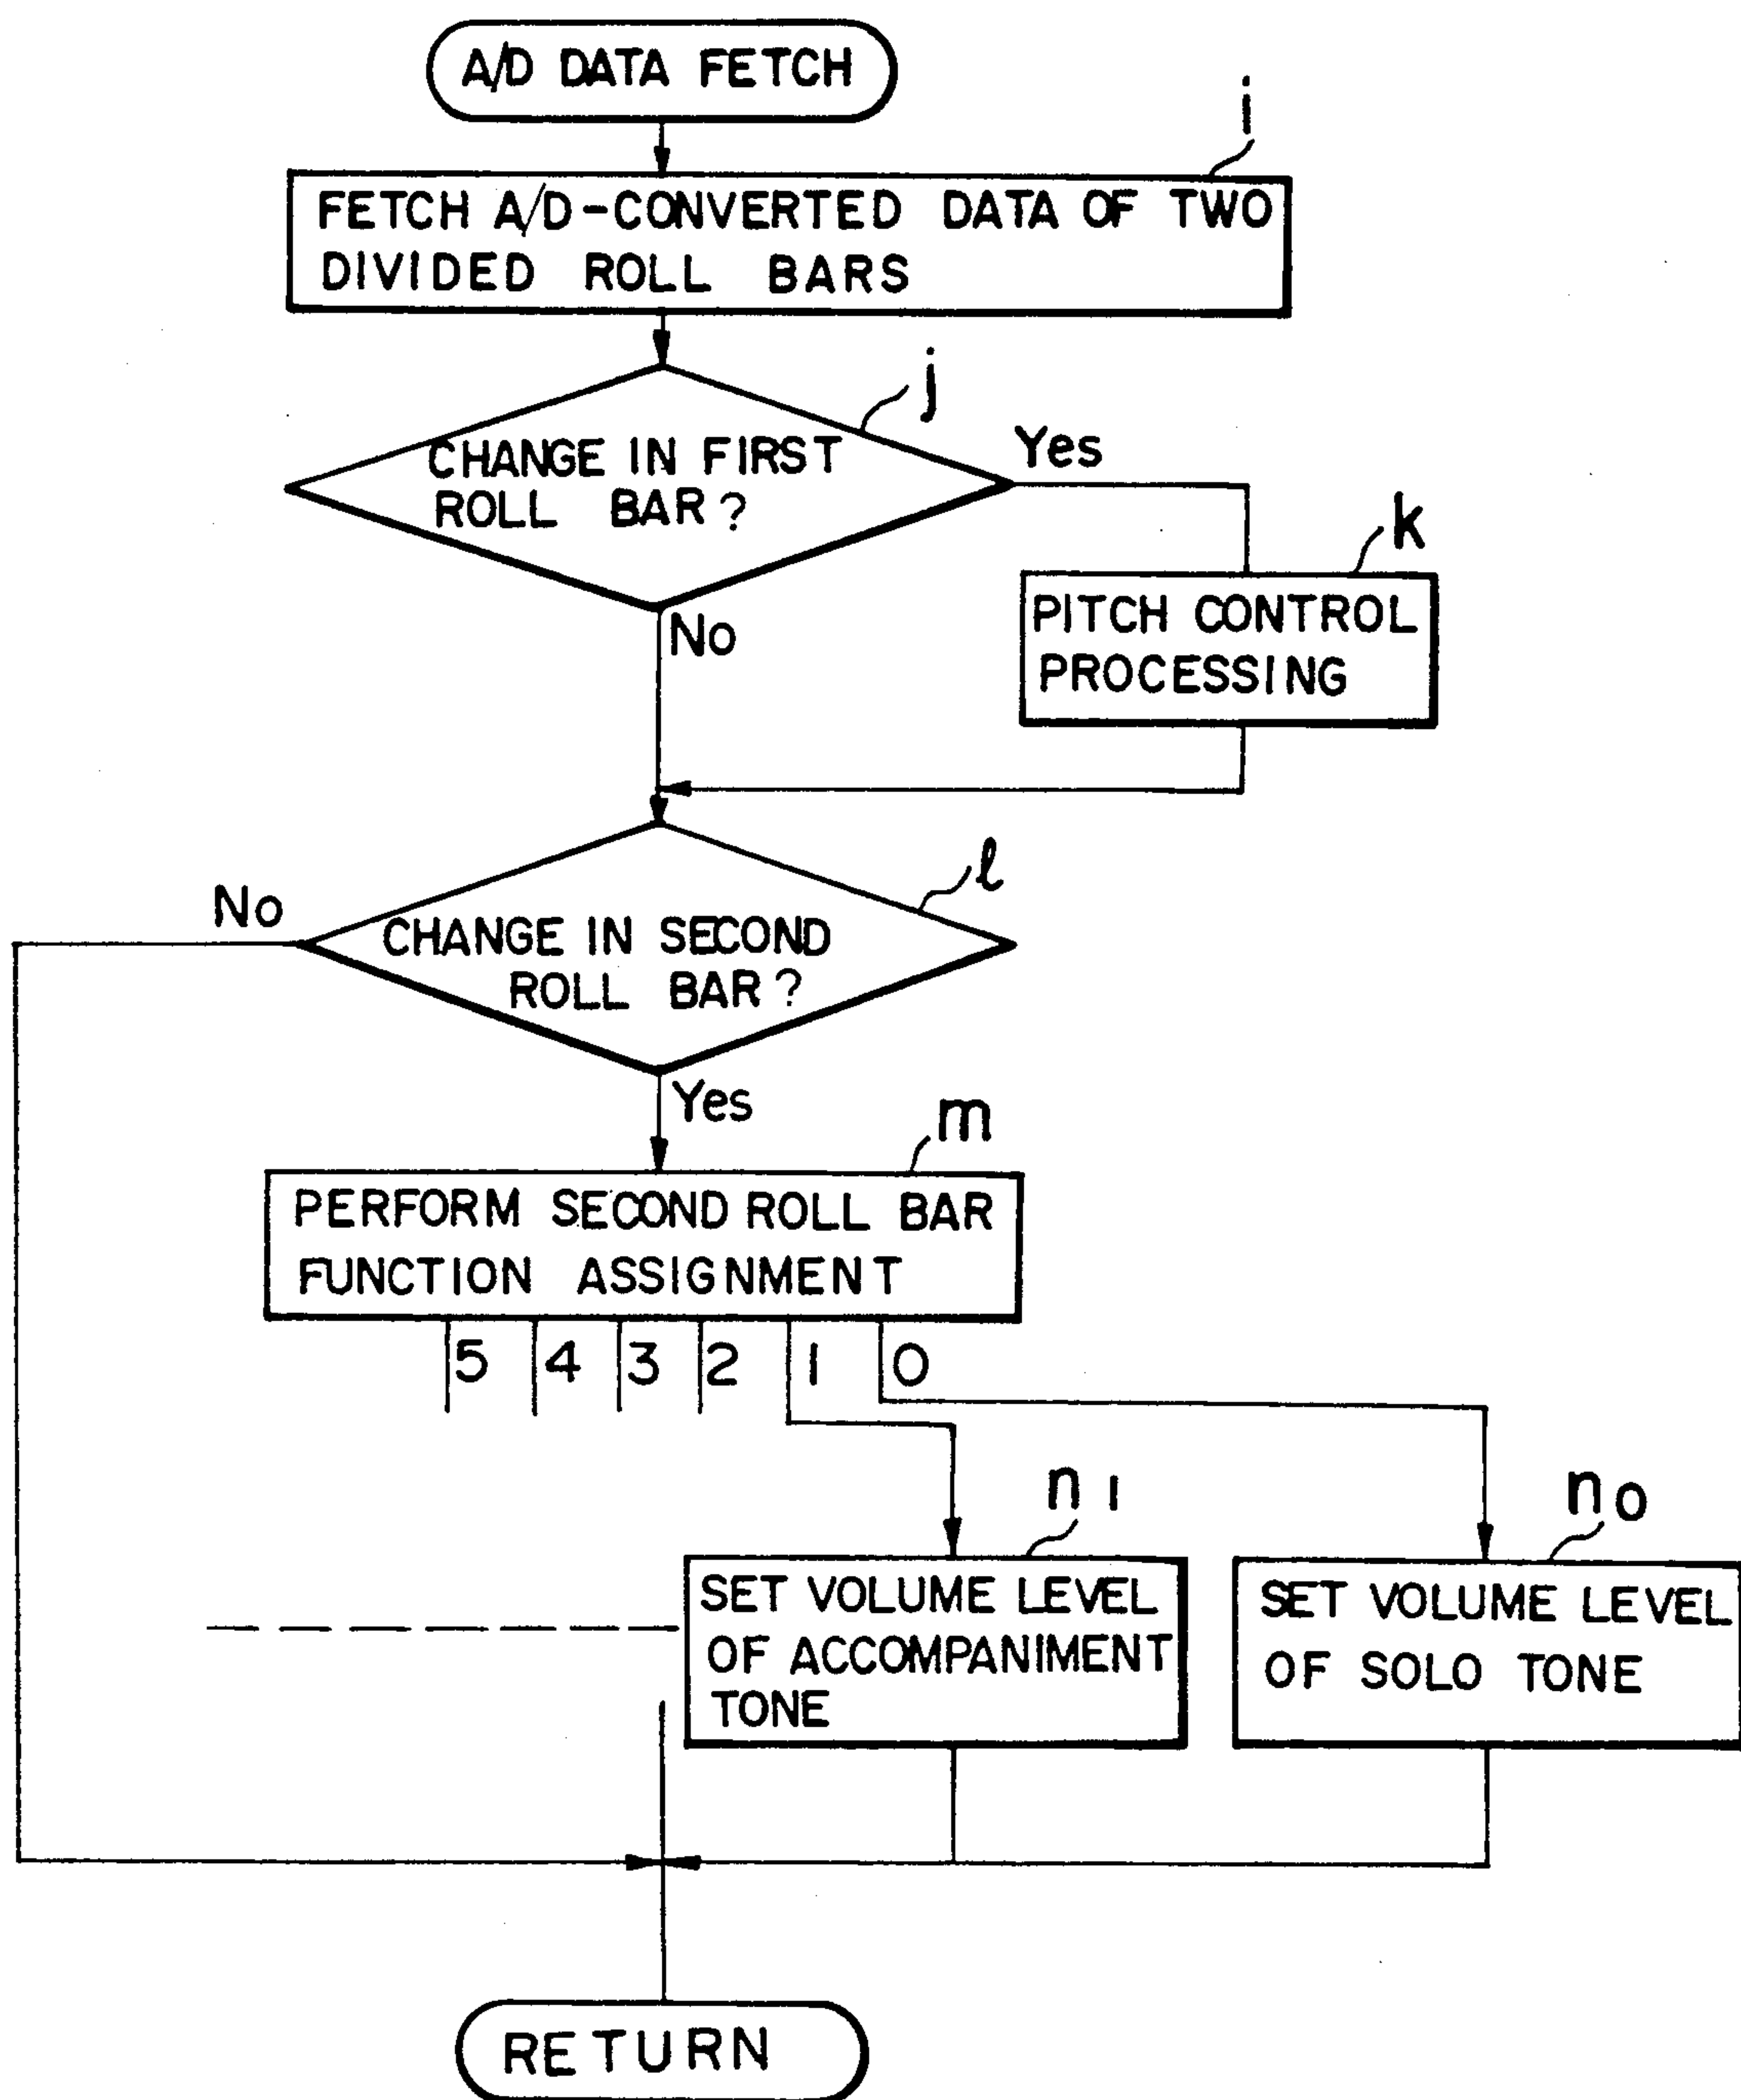 A/D DATA FETCH
i
FETCH A/D-CONVERTED DATA OF TWO
DIVIDED ROLL BARS
j
CHANGE IN FIRST
ROLL BAR?
Yes
k
PITCH CONTROL
PROCESSING
No
l
No
CHANGE IN SECOND
ROLL BAR?
Yes
m
PERFORM SECOND ROLL BAR
FUNCTION ASSIGNMENT
5 4 3 2 1 0
n1
n0
SET VOLUME LEVEL
OF ACCOMPANIMENT
TONE
SET VOLUME LEVEL
OF SOLO TONE
RETURN